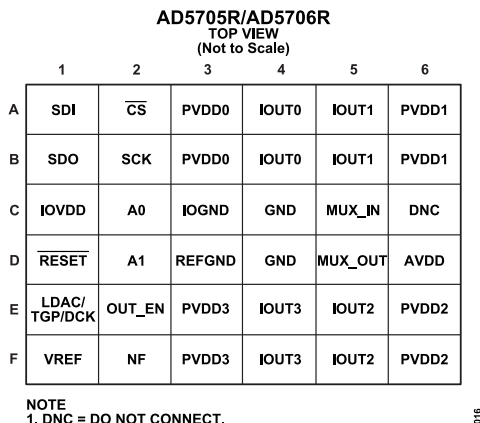 AD5705R/AD5706R
TOP VIEW
(Not to Scale)
1 2 3 4 5 6
A SDI CS PVDD0 IOUT0 IOUT1 PVDD1
B SDO SCK PVDD0 IOUT0 IOUT1 PVDD1
C IOVDD A0 IOGND GND MUX_IN DNC
D RESET A1 REFGND GND MUX_OUT AVDD
E LDAC/
TGP/DCK OUT_EN PVDD3 IOUT3 IOUT2 PVDD2
F VREF NF PVDD3 IOUT3 IOUT2 PVDD2
NOTE
1. DNC = DO NOT CONNECT.
016